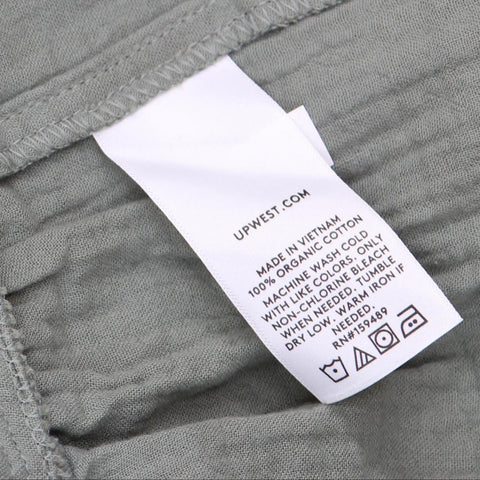 UPWEST.COM
MADE IN VIETNAM
100% ORGANIC COTTON
MACHINE WASH COLD
WITH LIKE COLORS. ONLY
NON-CHLORINE BLEACH
WHEN NEEDED. TUMBLE
DRY LOW. WARM IRON IF
NEEDED.
RN#159489